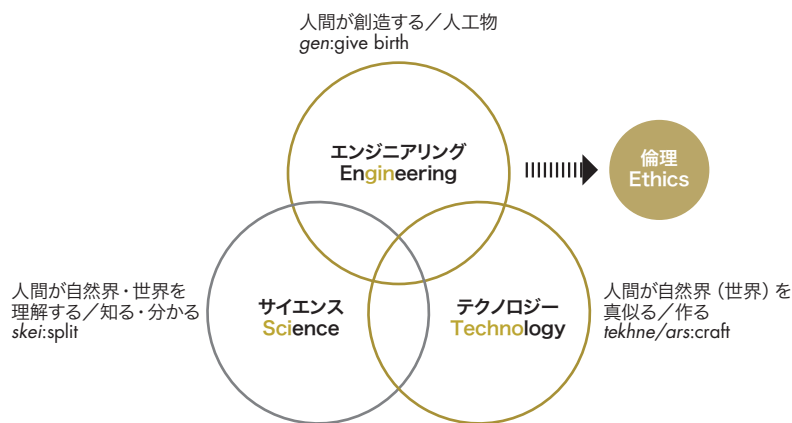 人間が創造する／人工物
gen:give birth
エンジニアリング
Engineering
倫理
Ethics
人間が自然界・世界を
理解する／知る・分かる
skei:split
サイエンス
Science
テクノロジー
Technology
人間が自然界（世界）を
真似る／作る
tekhne/ars:craft